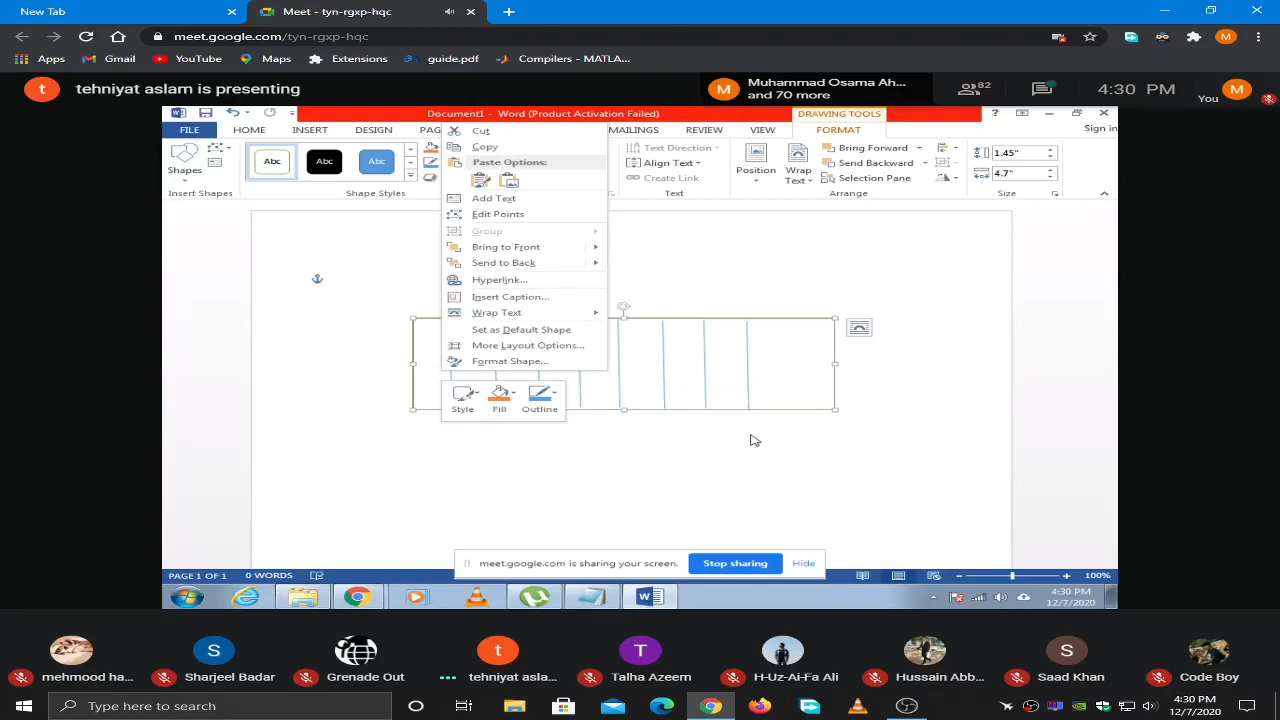 New Tab
Meet - tyn-rgxp-hqc
meet.google.com/tyn-rgxp-hqc
M
Apps
Gmail
YouTube
Maps
Extensions
guide.pdf
Compilers - MATLA...
t
tehniyat aslam is presenting
M
Muhammad Osama Ah...
and 70 more
82
4:30 PM
You
M
Document1 - Word (Product Activation Failed)
DRAWING TOOLS
FILE
HOME
INSERT
DESIGN
PAG
MAILINGS
REVIEW
VIEW
FORMAT
Sign in
Shapes
Insert Shapes
Abc
Abc
Abc
Shape Styles
Text Direction
Align Text
Create Link
Text
Position
Wrap
Text
Bring Forward
Send Backward
Selection Pane
Arrange
1.45"
4.7"
Size
Cut
Copy
Paste Options:
Add Text
Edit Points
Group
Bring to Front
Send to Back
Hyperlink...
Insert Caption...
Wrap Text
Set as Default Shape
More Layout Options...
Format Shape...
Style
Fill
Outline
meet.google.com is sharing your screen.
Stop sharing
Hide
PAGE 1 OF 1
0 WORDS
100%
4:30 PM
12/7/2020
S
t
T
S
mehmood ha...
Sharjeel Badar
Grenade Out
tehniyat asla...
Talha Azeem
H-Uz-Ai-Fa Ali
Hussain Abb...
Saad Khan
Code Boy
Type here to search
4:30 PM
12/7/2020